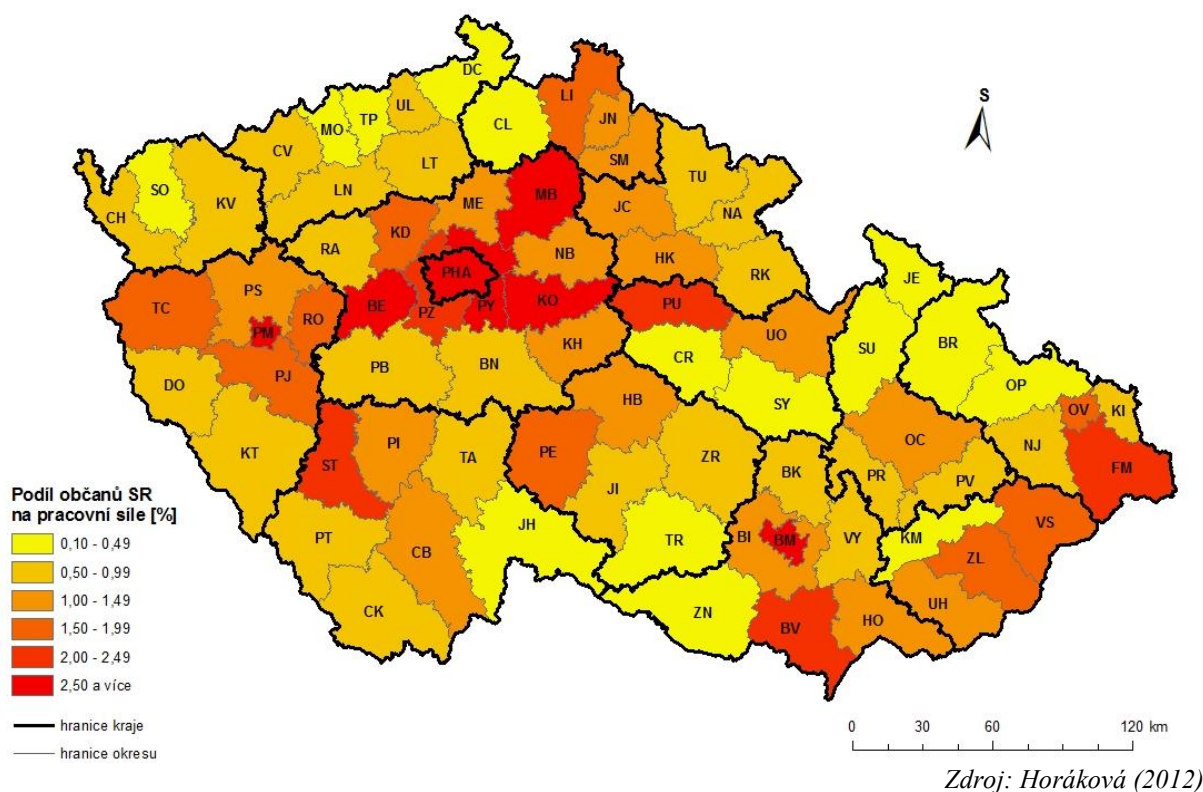 DC
LI
UL
TP
MO
CL
JN
CV
LT
SM
SO
LN
TU
CH
KV
MB
ME
JC
NA
RA
KD
NB
HK
RK
PHA
TC
PS
RO
BE
PZ
PY
KO
PU
JE
PM
UO
SU
BR
CR
KH
PJ
DO
PB
BN
OP
SY
HB
OV
KI
KT
PI
TA
PE
ZR
OC
NJ
FM
ST
BK
PR
PV
JI
JH
TR
VS
PT
CB
BI
BM
VY
KM
ZL
CK
ZN
BV
HO
UH
S
Podíl občanů SR
na pracovní síle [%]
0,10 - 0,49
0,50 - 0,99
1,00 - 1,49
1,50 - 1,99
2,00 - 2,49
2,50 a více
hranice kraje
hranice okresu
0 30 60 120 km
Zdroj: Horáková (2012)